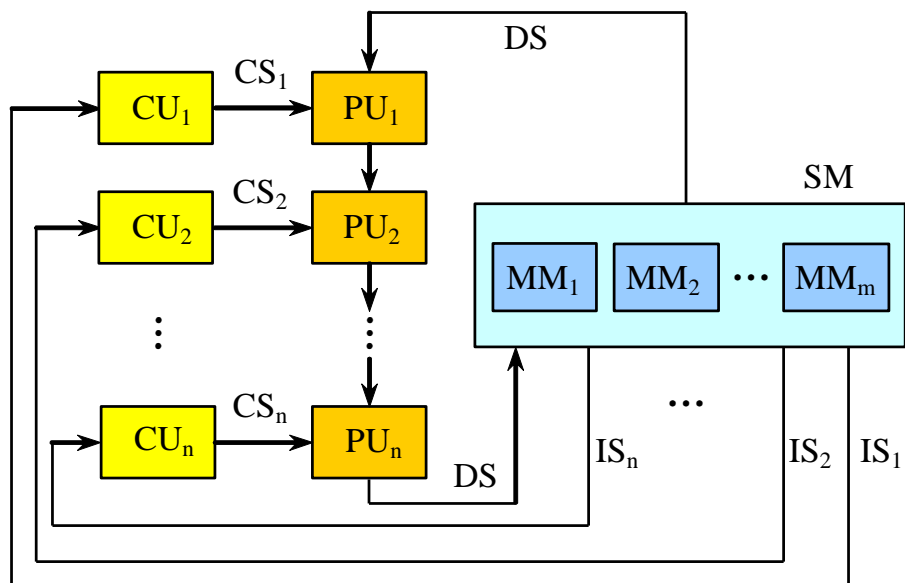 DS
CS₁
CU₁
PU₁
SM
CS₂
CU₂
PU₂
MM₁ MM₂ ··· MMₘ
⋮
⋮
···
CSₙ
CUₙ
PUₙ
ISₙ
IS₂
IS₁
DS